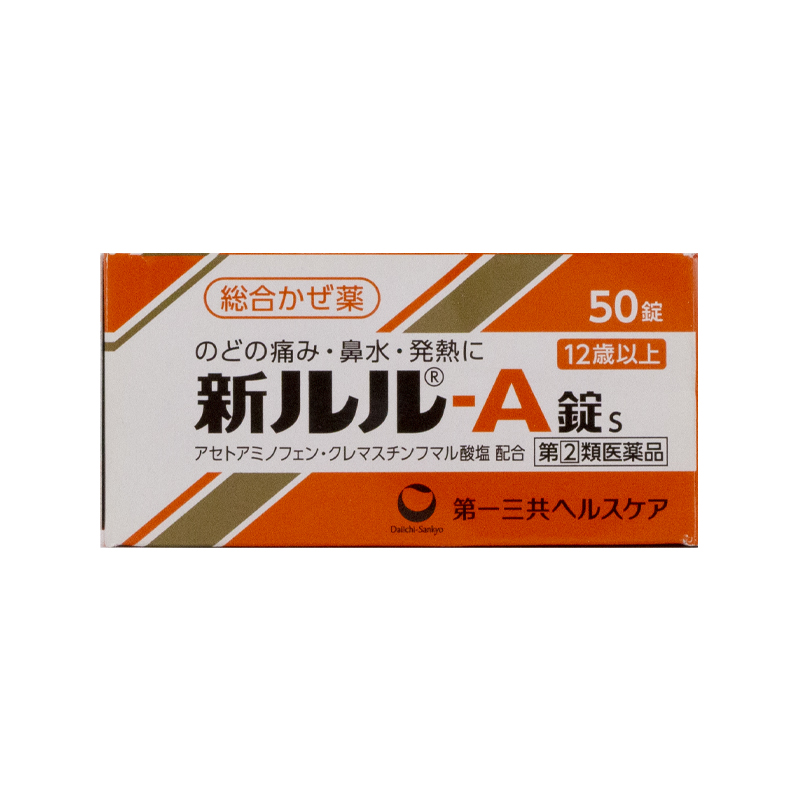 総合かぜ薬
50錠
のどの痛み・鼻水・発熱に
12歳以上
新ルル®-A錠s
アセトアミノフェン・クレマスチンフマル酸塩 配合
第②類医薬品
Daiichi-Sankyo
第一三共ヘルスケア